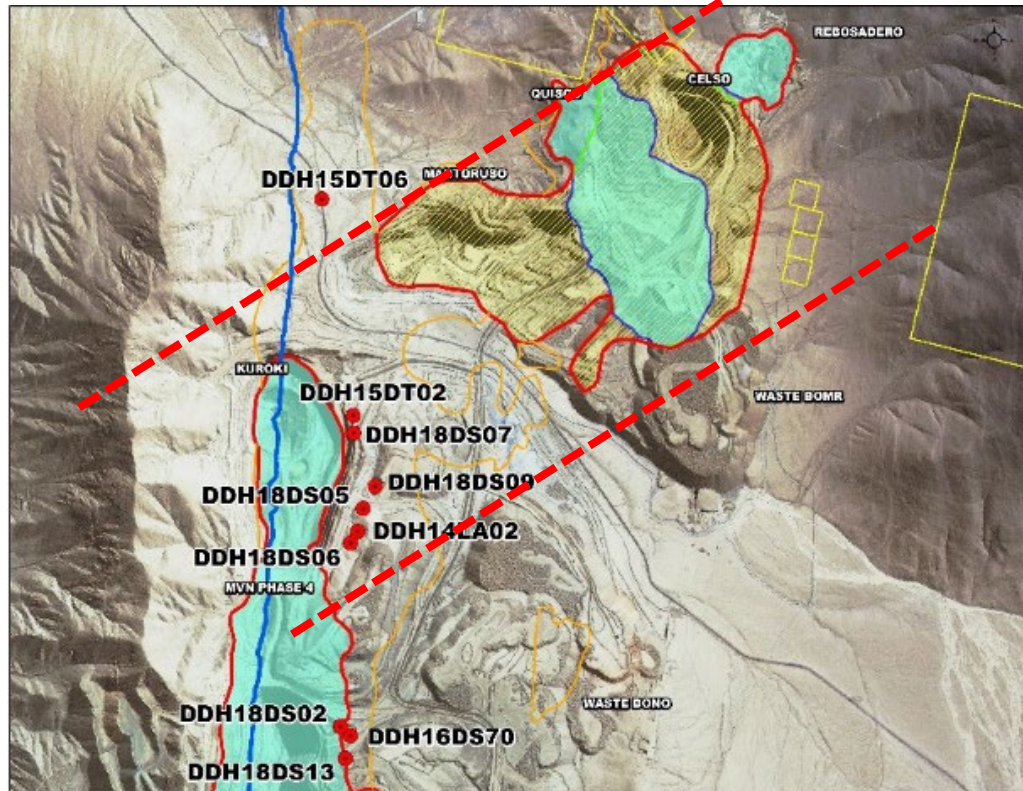 REBOSADERO
CELSO
QUISOS
MANTORUSO
DDH15DT06
KUROKI
DDH15DT02
WASTE BOMR
DDH18DS07
DDH18DS09
DDH18DS05
DDH14LA02
DDH18DS06
MVN PHASE 4
WASTE DONO
DDH18DS02
DDH16DS70
DDH18DS13